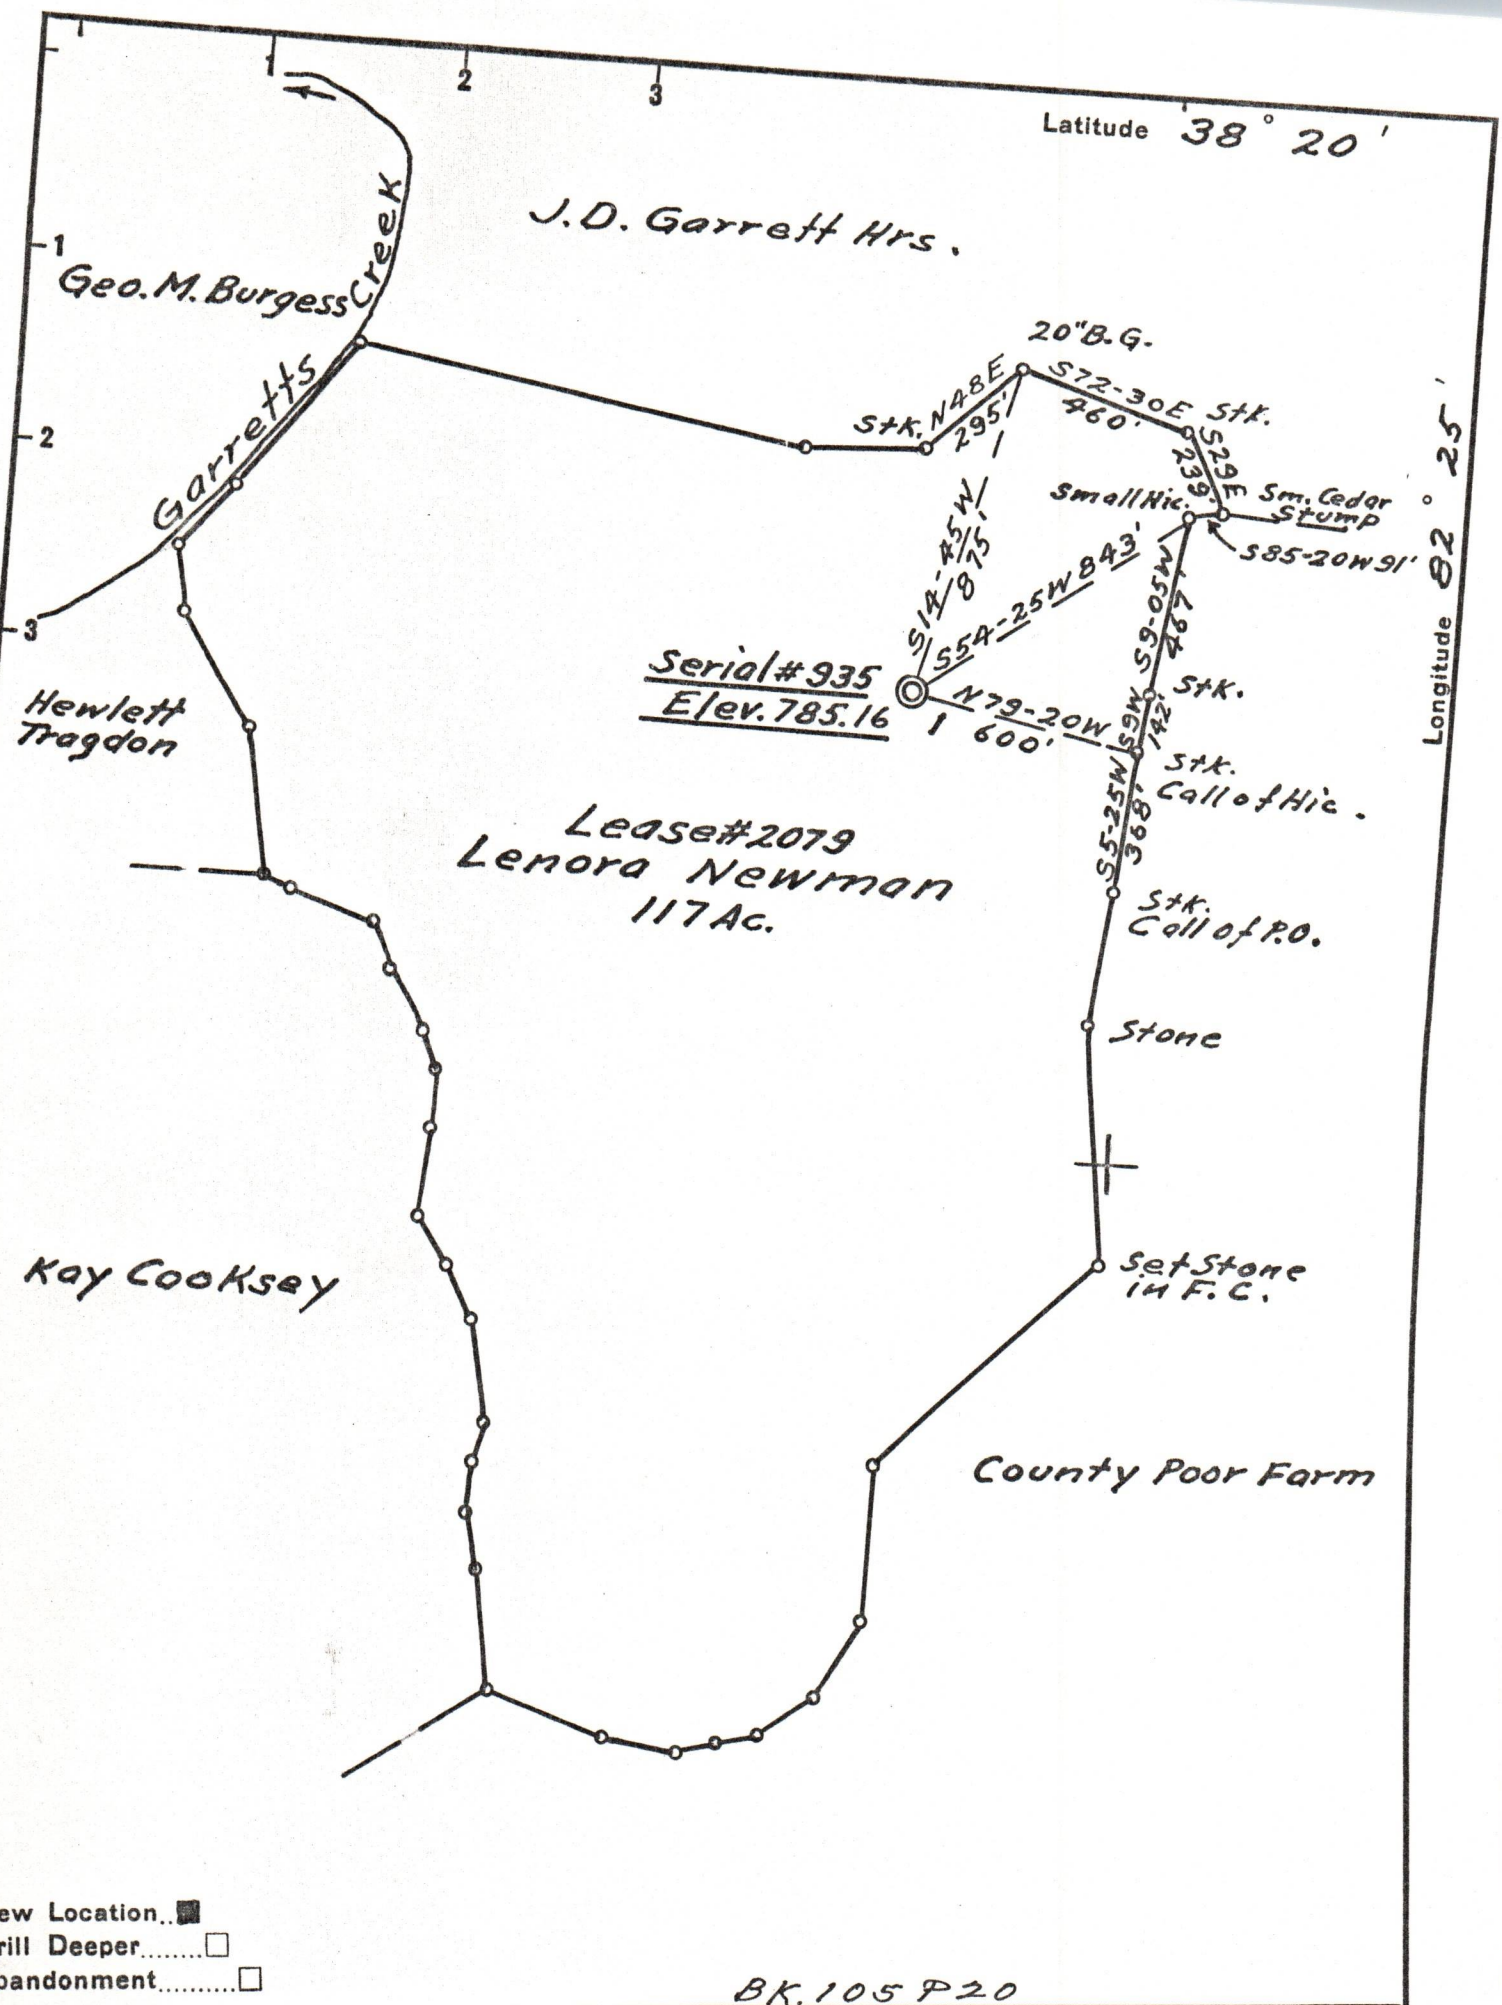 1
2
3
Latitude 38° 20'
J.D. Garrett Hrs.
1
Geo. M. Burgess
Garretts Creek
20" B.G.
S72-30E
460'
Stk.
N48E
295'
Stk.
S29E
239'
2
Small Hic.
Sm. Cedar
Stump
S85-20W 91'
Longitude 82° 25'
S14-45W
875'
S54-25W 843'
S9-05W
467'
3
Serial #935
Elev. 785.16
1
N79-20W
600'
Stk.
S9W
142'
Stk.
Call of Hic.
Hewlett
Tragdon
S5-25W
368'
Lease #2079
Lenora Newman
117 Ac.
Stk.
Call of P.O.
Stone
Kay Cooksey
Set Stone
in F.C.
County Poor Farm
ew Location..
rill Deeper........
bandonment..........
BK. 105 P20